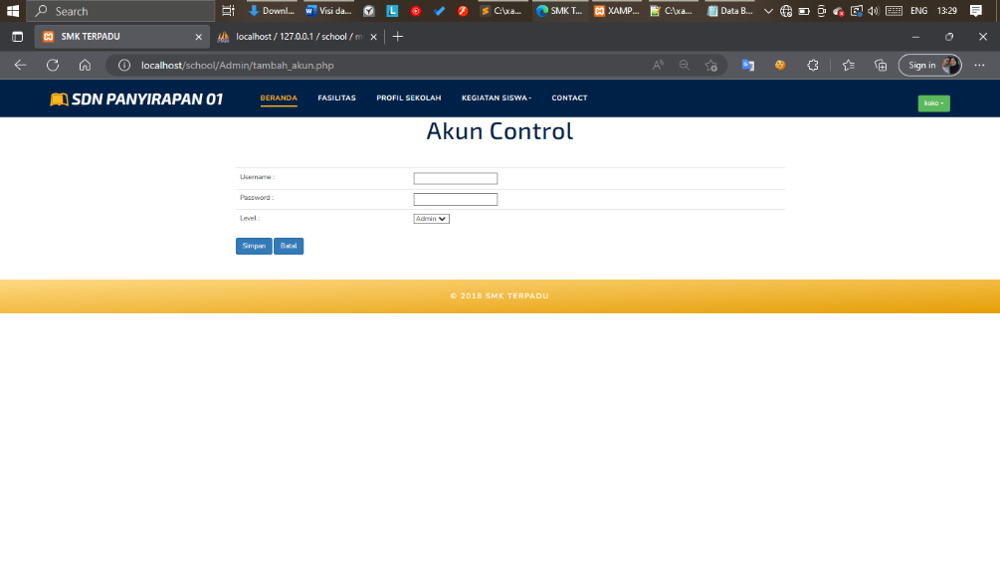 Search
Downl...
Visi da...
L
C:\xa...
SMK T...
XAMP...
C:\xa...
Data B...
ENG
13:29
SMK TERPADU
localhost / 127.0.0.1 / school / m
localhost/school/Admin/tambah_akun.php
Sign in
SDN PANYIRAPAN 01
BERANDA
FASILITAS
PROFIL SEKOLAH
KEGIATAN SISWA
CONTACT
koko
Akun Control
Username :
Password :
Level :
Admin
Simpan
Batal
© 2018 SMK TERPADU